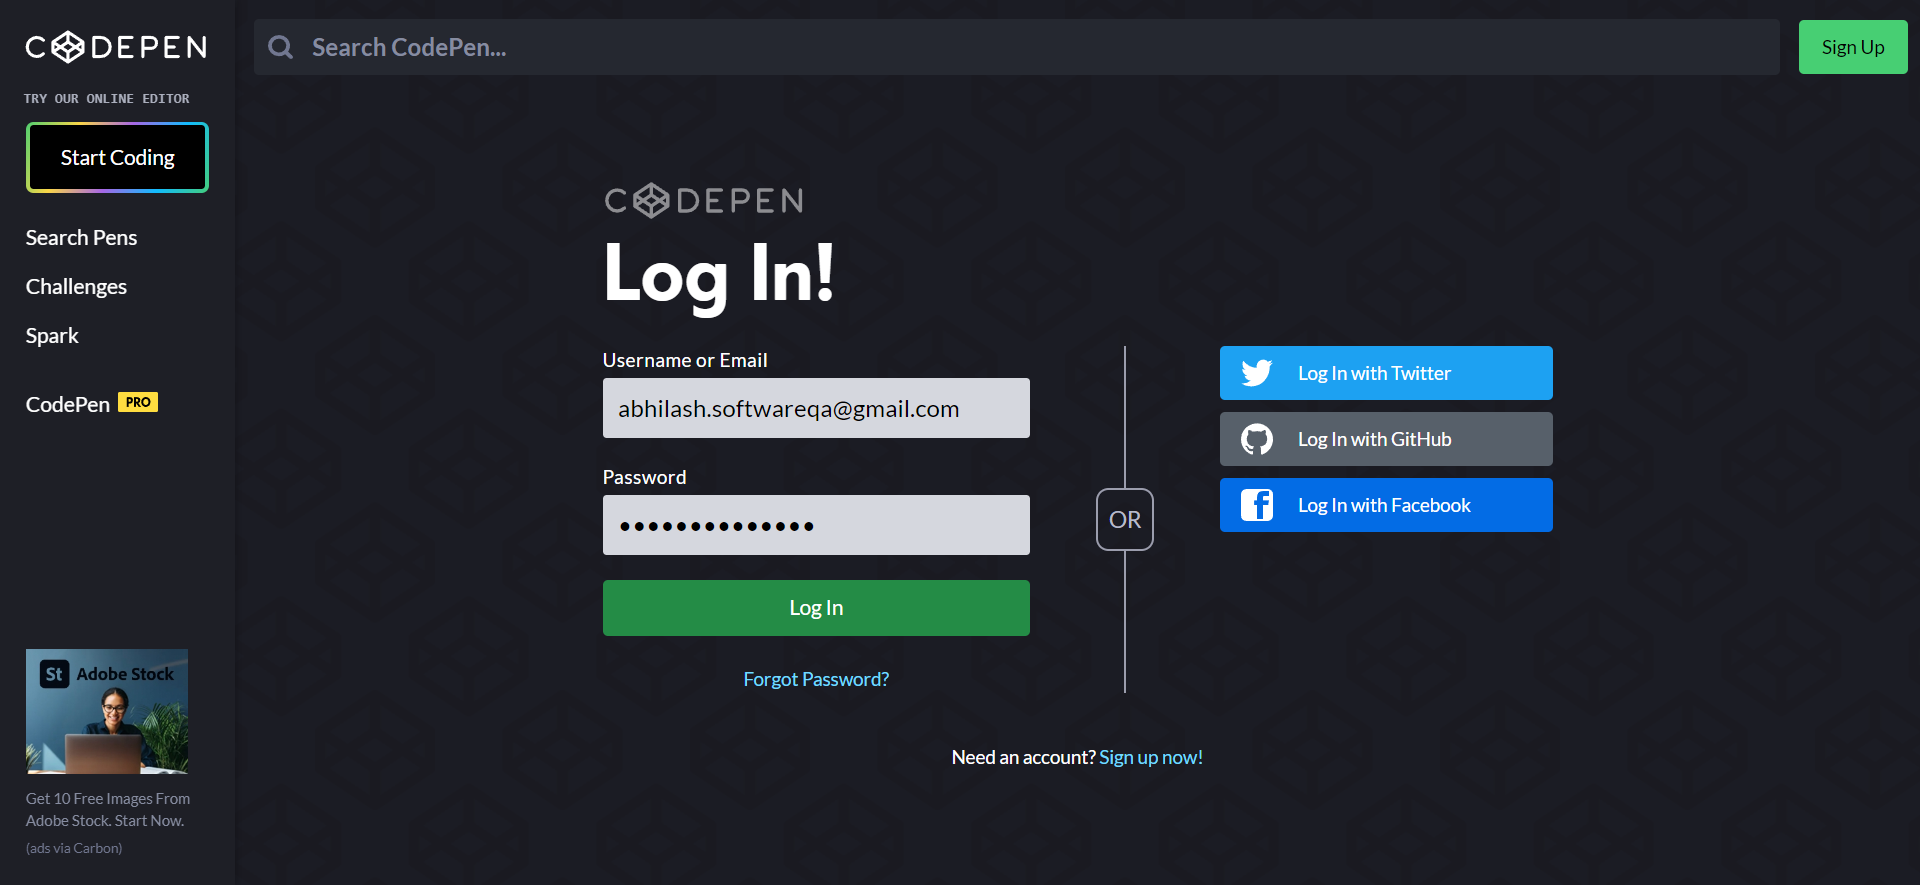 CODEPEN
TRY OUR ONLINE EDITOR
Start Coding
Search Pens
Challenges
Spark
CodePen PRO
St Adobe Stock
Get 10 Free Images From
Adobe Stock. Start Now.
(ads via Carbon)
Search CodePen...
Sign Up
CODEPEN
Log In!
Username or Email
abhilash.softwareqa@gmail.com
Password
••••••••••••••
Log In
Forgot Password?
OR
Log In with Twitter
Log In with GitHub
Log In with Facebook
Need an account? Sign up now!